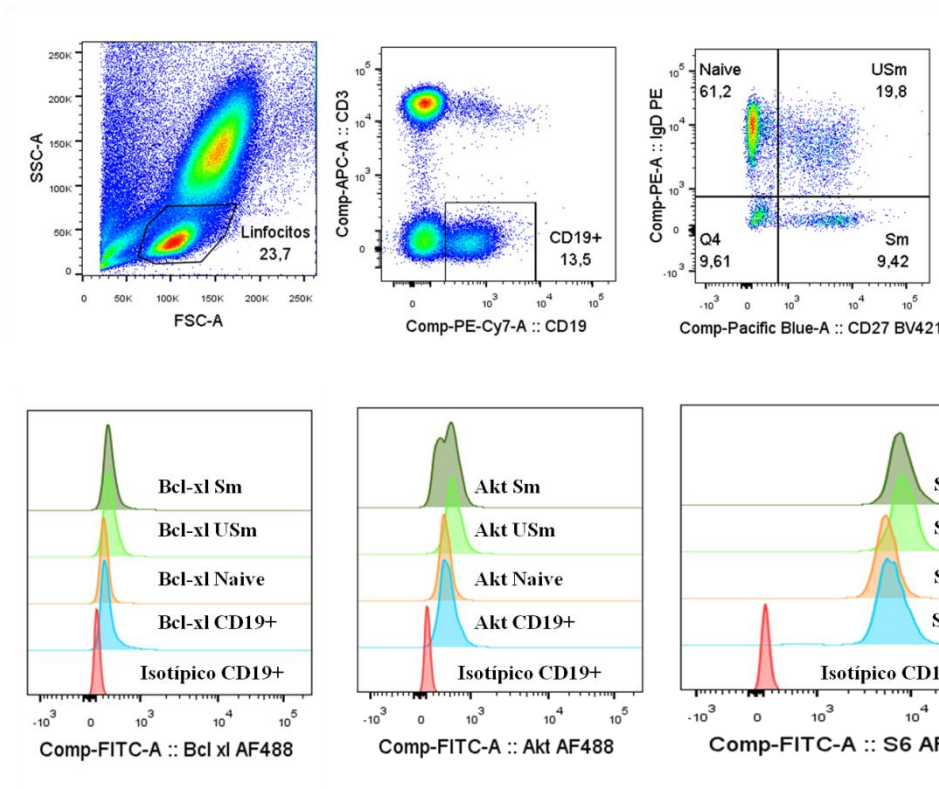 250K
200K
150K
100K
50K
0
SSC-A
Linfocitos
23,7
0 50K 100K 150K 200K 250K
FSC-A
10^5
10^4
10^3
0
Comp-APC-A :: CD3
CD19+
13,5
0 10^3 10^4 10^5
Comp-PE-Cy7-A :: CD19
10^5
10^4
10^3
0
-10^3
Comp-PE-A :: IgD PE
Naive
61,2
USm
19,8
Q4
9,61
Sm
9,42
-10^3 0 10^3 10^4 10^5
Comp-Pacific Blue-A :: CD27 BV421
Bcl-xl Sm
Bcl-xl USm
Bcl-xl Naive
Bcl-xl CD19+
Isotípico CD19+
-10^3 0 10^3 10^4 10^5
Comp-FITC-A :: Bcl xl AF488
Akt Sm
Akt USm
Akt Naive
Akt CD19+
Isotípico CD19+
-10^3 0 10^3 10^4 10^5
Comp-FITC-A :: Akt AF488
S
S
S
S
Isotípico CD1
-10^3 0 10^3 10^4
Comp-FITC-A :: S6 AF